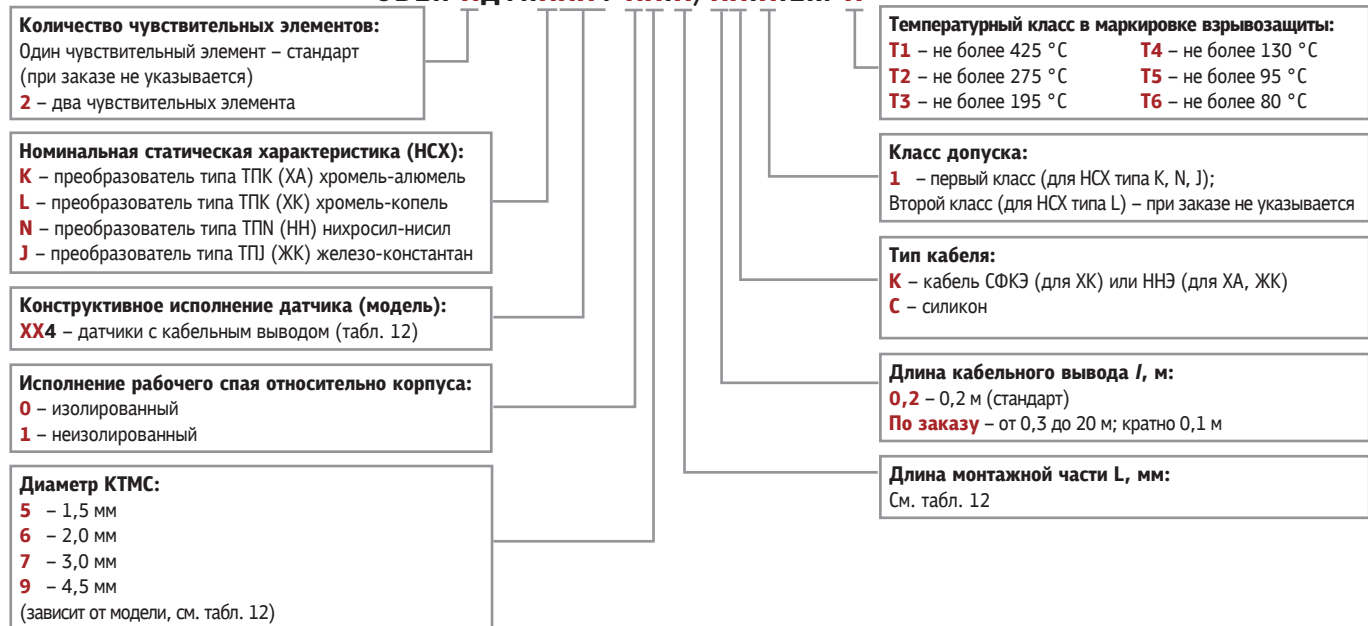 Количество чувствительных элементов:
Один чувствительный элемент – стандарт
(при заказе не указывается)
2 – два чувствительных элемента
Номинальная статическая характеристика (НСХ):
К – преобразователь типа ТПК (ХА) хромель-алюмель
L – преобразователь типа ТПК (ХК) хромель-копель
N – преобразователь типа ТПN (НН) нихросил-нисил
J – преобразователь типа ТПJ (ЖК) железо-константан
Конструктивное исполнение датчика (модель):
ХХ4 – датчики с кабельным выводом (табл. 12)
Исполнение рабочего спая относительно корпуса:
0 – изолированный
1 – неизолированный
Диаметр КТМС:
5 – 1,5 мм
6 – 2,0 мм
7 – 3,0 мм
9 – 4,5 мм
(зависит от модели, см. табл. 12)
Температурный класс в маркировке взрывозащиты:
Т1 – не более 425 °С Т4 – не более 130 °С
Т2 – не более 275 °С Т5 – не более 95 °С
Т3 – не более 195 °С Т6 – не более 80 °С
Класс допуска:
1 – первый класс (для НСХ типа K, N, J);
Второй класс (для НСХ типа L) – при заказе не указывается
Тип кабеля:
К – кабель СФКЭ (для ХК) или ННЭ (для ХА, ЖК)
С – силикон
Длина кабельного вывода l, м:
0,2 – 0,2 м (стандарт)
По заказу – от 0,3 до 20 м; кратно 0,1 м
Длина монтажной части L, мм:
См. табл. 12